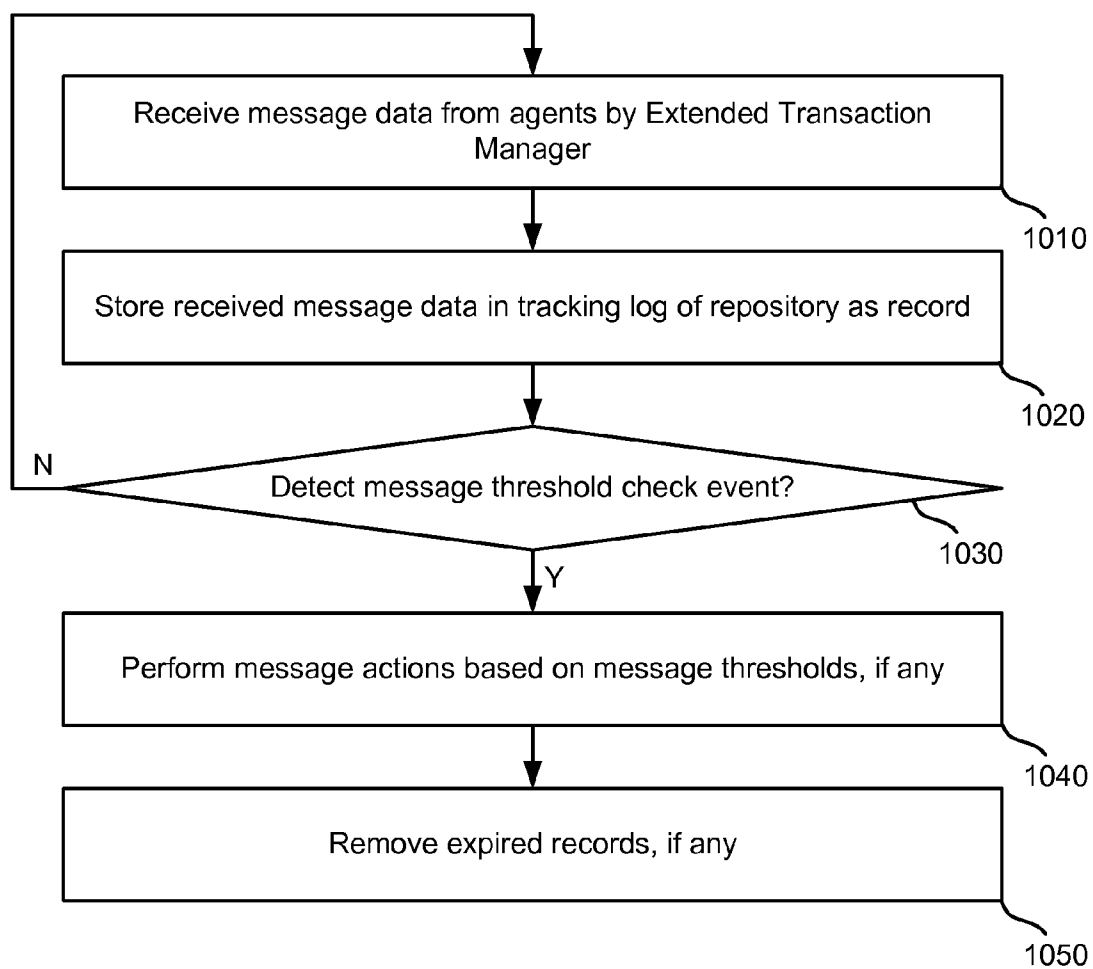 Receive message data from agents by Extended Transaction
Manager
1010
Store received message data in tracking log of repository as record
1020
N
Detect message threshold check event?
1030
Y
Perform message actions based on message thresholds, if any
1040
Remove expired records, if any
1050